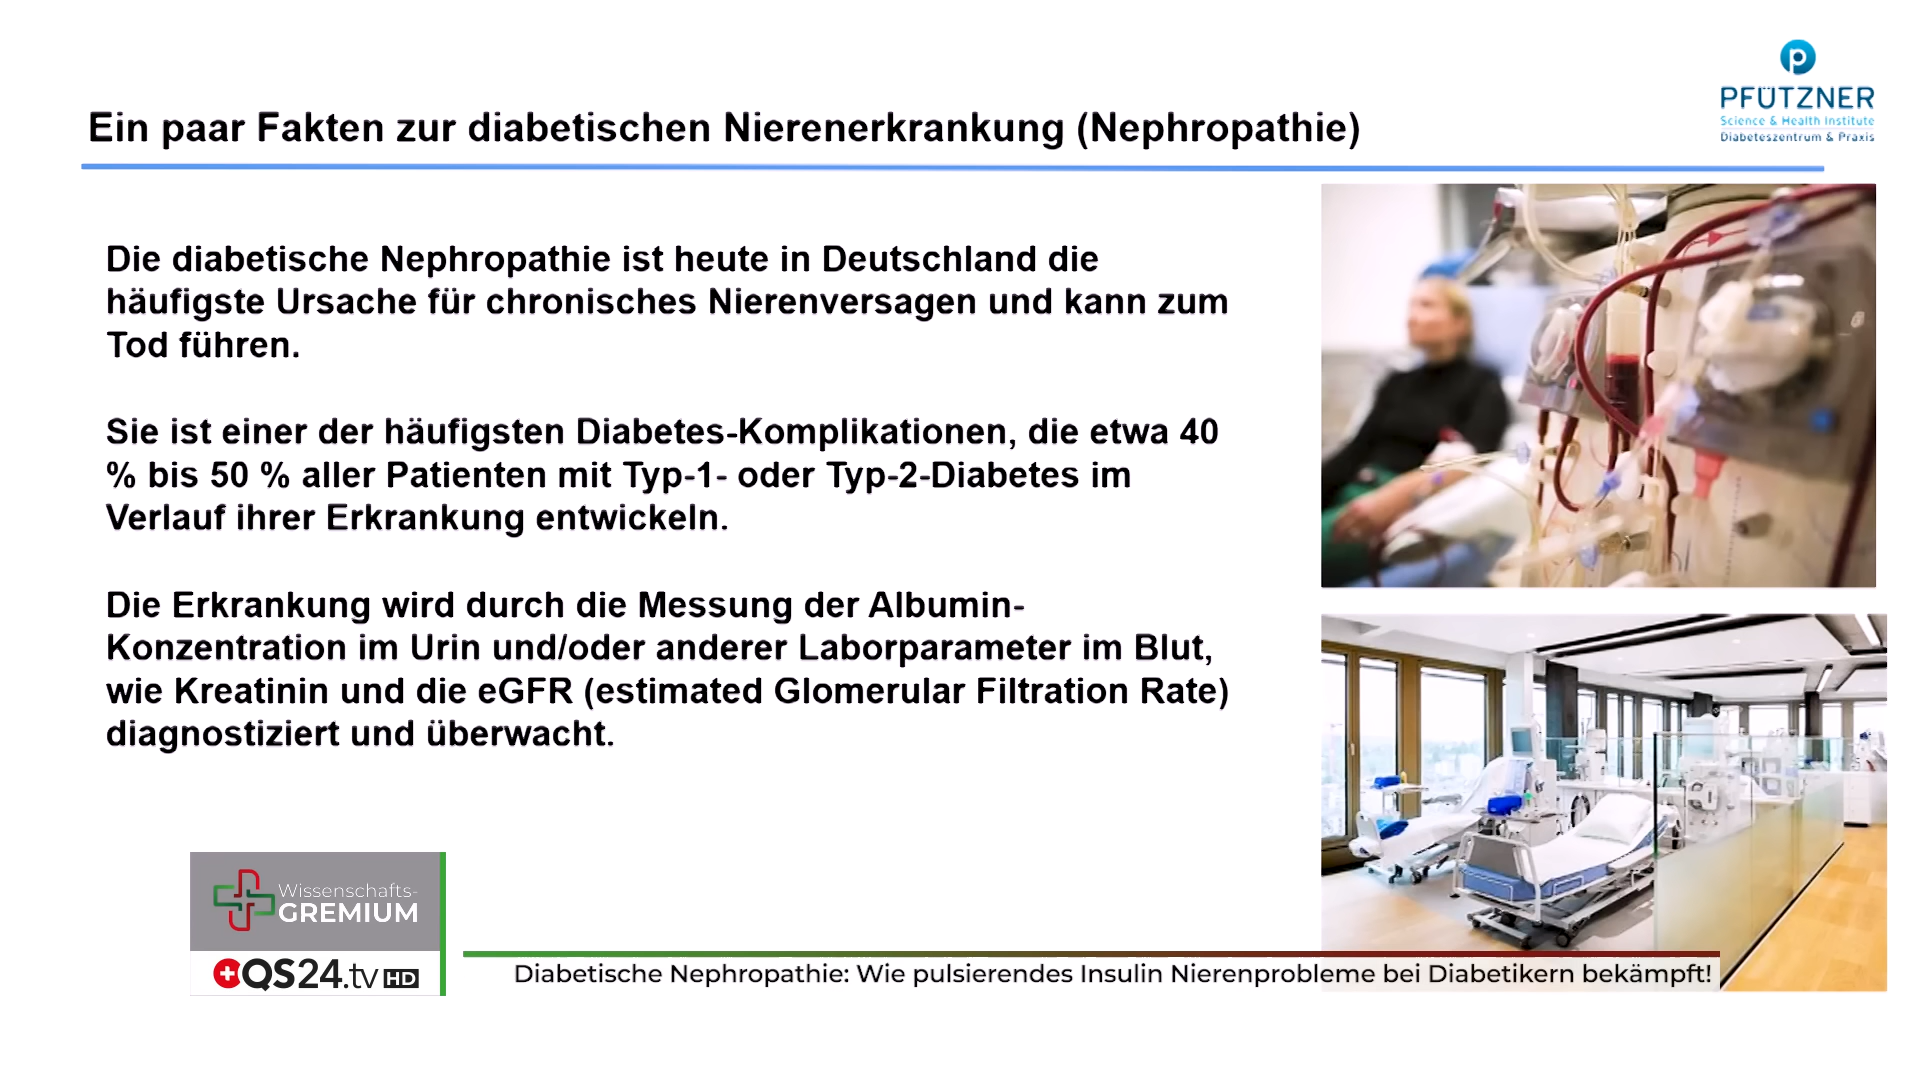 Ein paar Fakten zur diabetischen Nierenerkrankung (Nephropathie)
p
PFÜTZNER
Science & Health Institute
Diabeteszentrum & Praxis
Die diabetische Nephropathie ist heute in Deutschland die
häufigste Ursache für chronisches Nierenversagen und kann zum
Tod führen.
Sie ist einer der häufigsten Diabetes-Komplikationen, die etwa 40
% bis 50 % aller Patienten mit Typ-1- oder Typ-2-Diabetes im
Verlauf ihrer Erkrankung entwickeln.
Die Erkrankung wird durch die Messung der Albumin-
Konzentration im Urin und/oder anderer Laborparameter im Blut,
wie Kreatinin und die eGFR (estimated Glomerular Filtration Rate)
diagnostiziert und überwacht.
Wissenschafts-
GREMIUM
QS24.tv HD
Diabetische Nephropathie: Wie pulsierendes Insulin Nierenprobleme bei Diabetikern bekämpft!